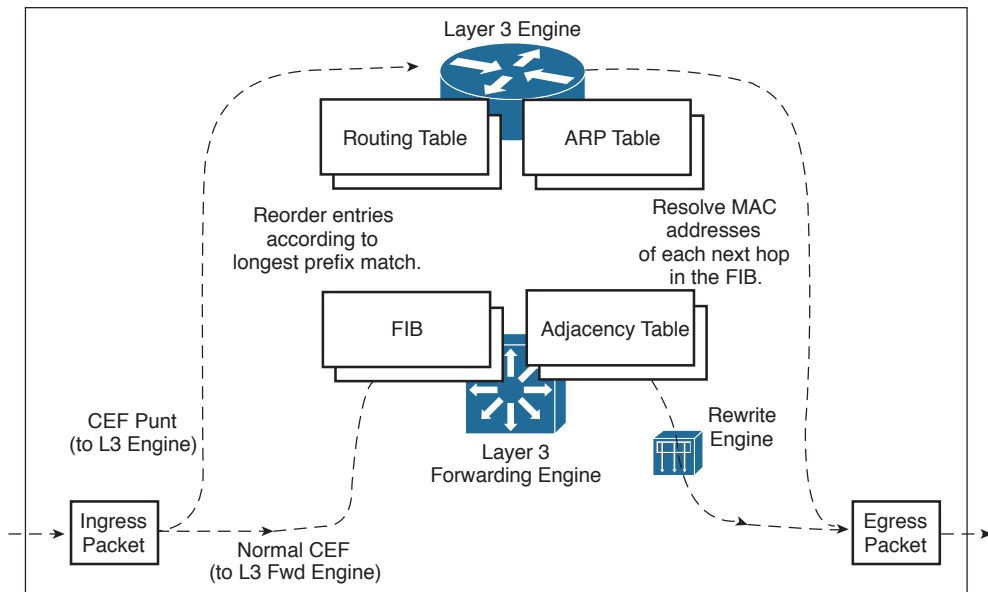 Layer 3 Engine
Routing Table
ARP Table
Reorder entries
according to
longest prefix match.
Resolve MAC
addresses
of each next hop
in the FIB.
FIB
Adjacency Table
CEF Punt
(to L3 Engine)
Layer 3
Forwarding Engine
Rewrite
Engine
Ingress
Packet
Normal CEF
(to L3 Fwd Engine)
Egress
Packet